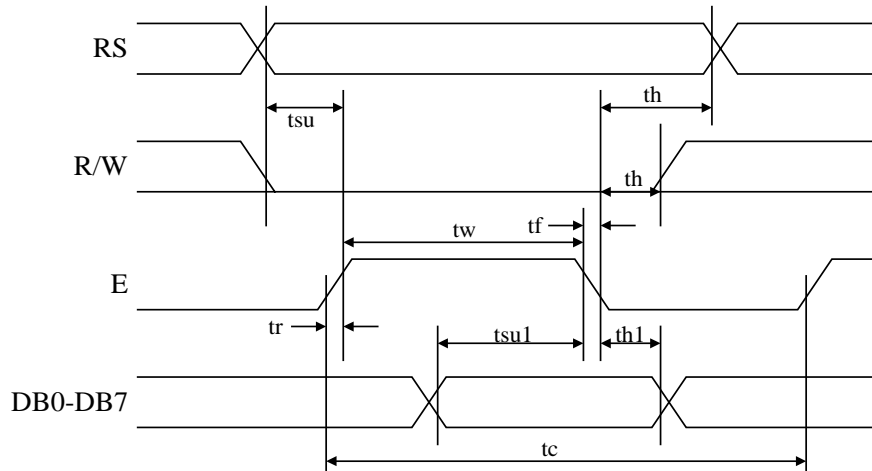 RS
th
tsu
R/W
th
tw
tf
E
tr
tsu1
th1
DB0-DB7
tc